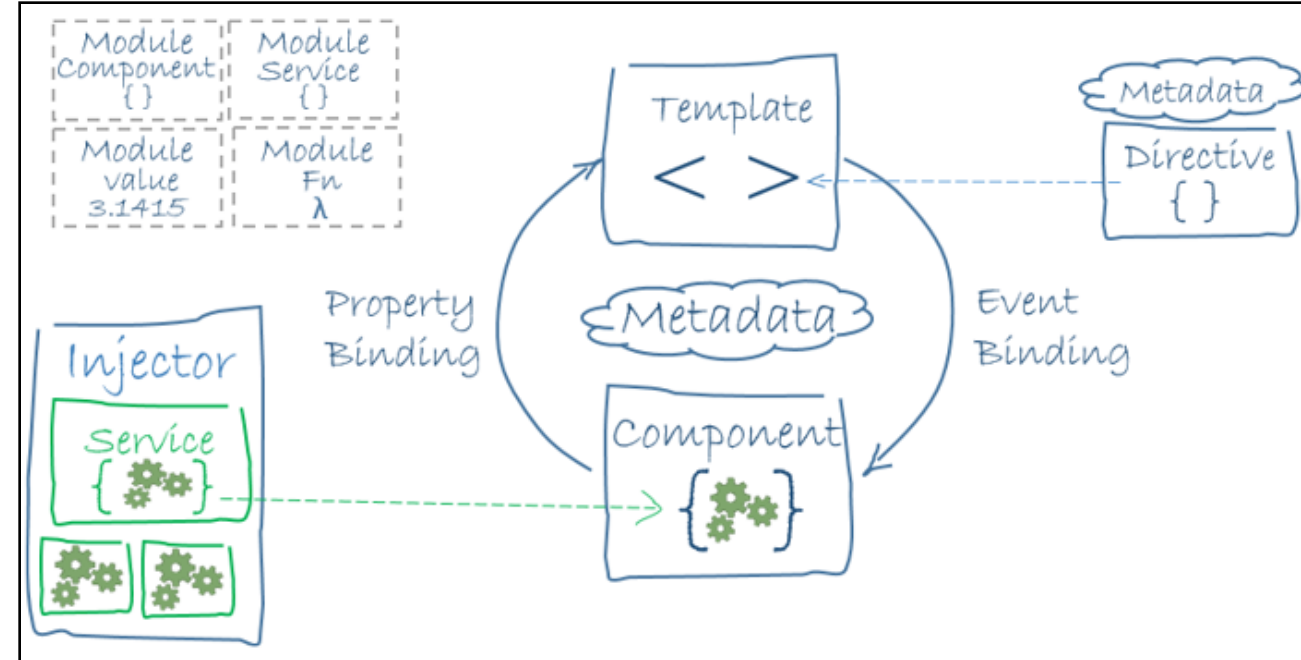 Module
Component
{ }
Module
Service
{ }
Module
value
3.1415
Module
Fn
λ
Template
< >
Metadata
Directive
{ }
Property
Binding
Metadata
Event
Binding
Injector
Service
{ }
Component
{ }